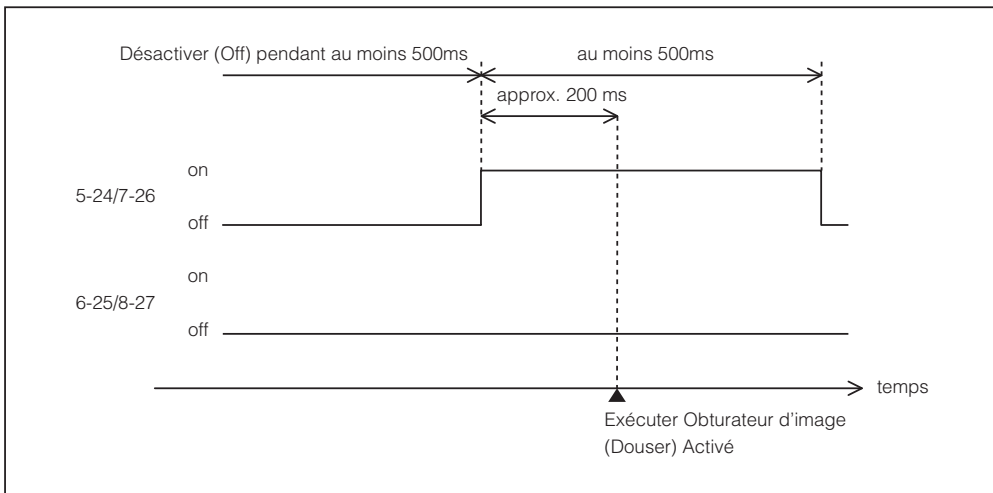 Désactiver (Off) pendant au moins 500ms
au moins 500ms
approx. 200 ms
on
5-24/7-26
off
on
6-25/8-27
off
temps
Exécuter Obturateur d'image
(Douser) Activé